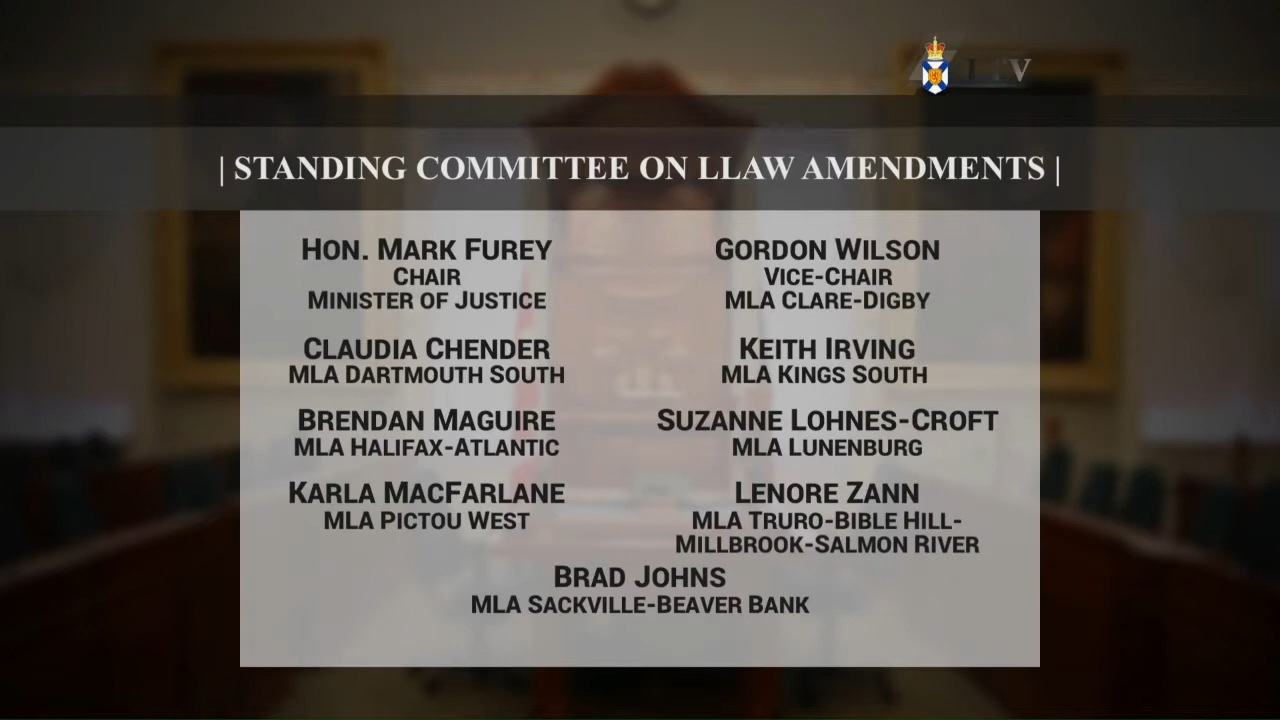 LTV
| STANDING COMMITTEE ON LLAW AMENDMENTS |
HON. MARK FUREY
CHAIR
MINISTER OF JUSTICE
GORDON WILSON
VICE-CHAIR
MLA CLARE-DIGBY
CLAUDIA CHENDER
MLA DARTMOUTH SOUTH
KEITH IRVING
MLA KINGS SOUTH
BRENDAN MAGUIRE
MLA HALIFAX-ATLANTIC
SUZANNE LOHNES-CROFT
MLA LUNENBURG
KARLA MACFARLANE
MLA PICTOU WEST
LENORE ZANN
MLA TRURO-BIBLE HILL-
MILLBROOK-SALMON RIVER
BRAD JOHNS
MLA SACKVILLE-BEAVER BANK